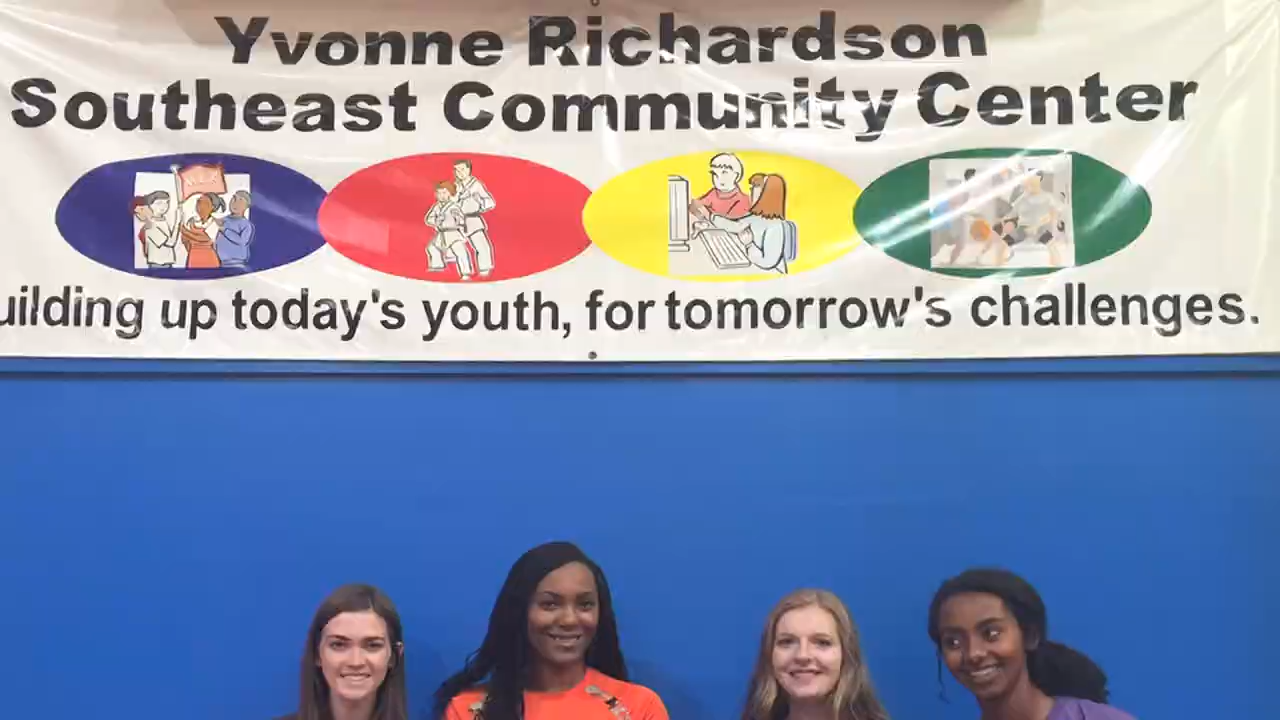 Yvonne Richardson
Southeast Community Center
uilding up today's youth, for tomorrow's challenges.